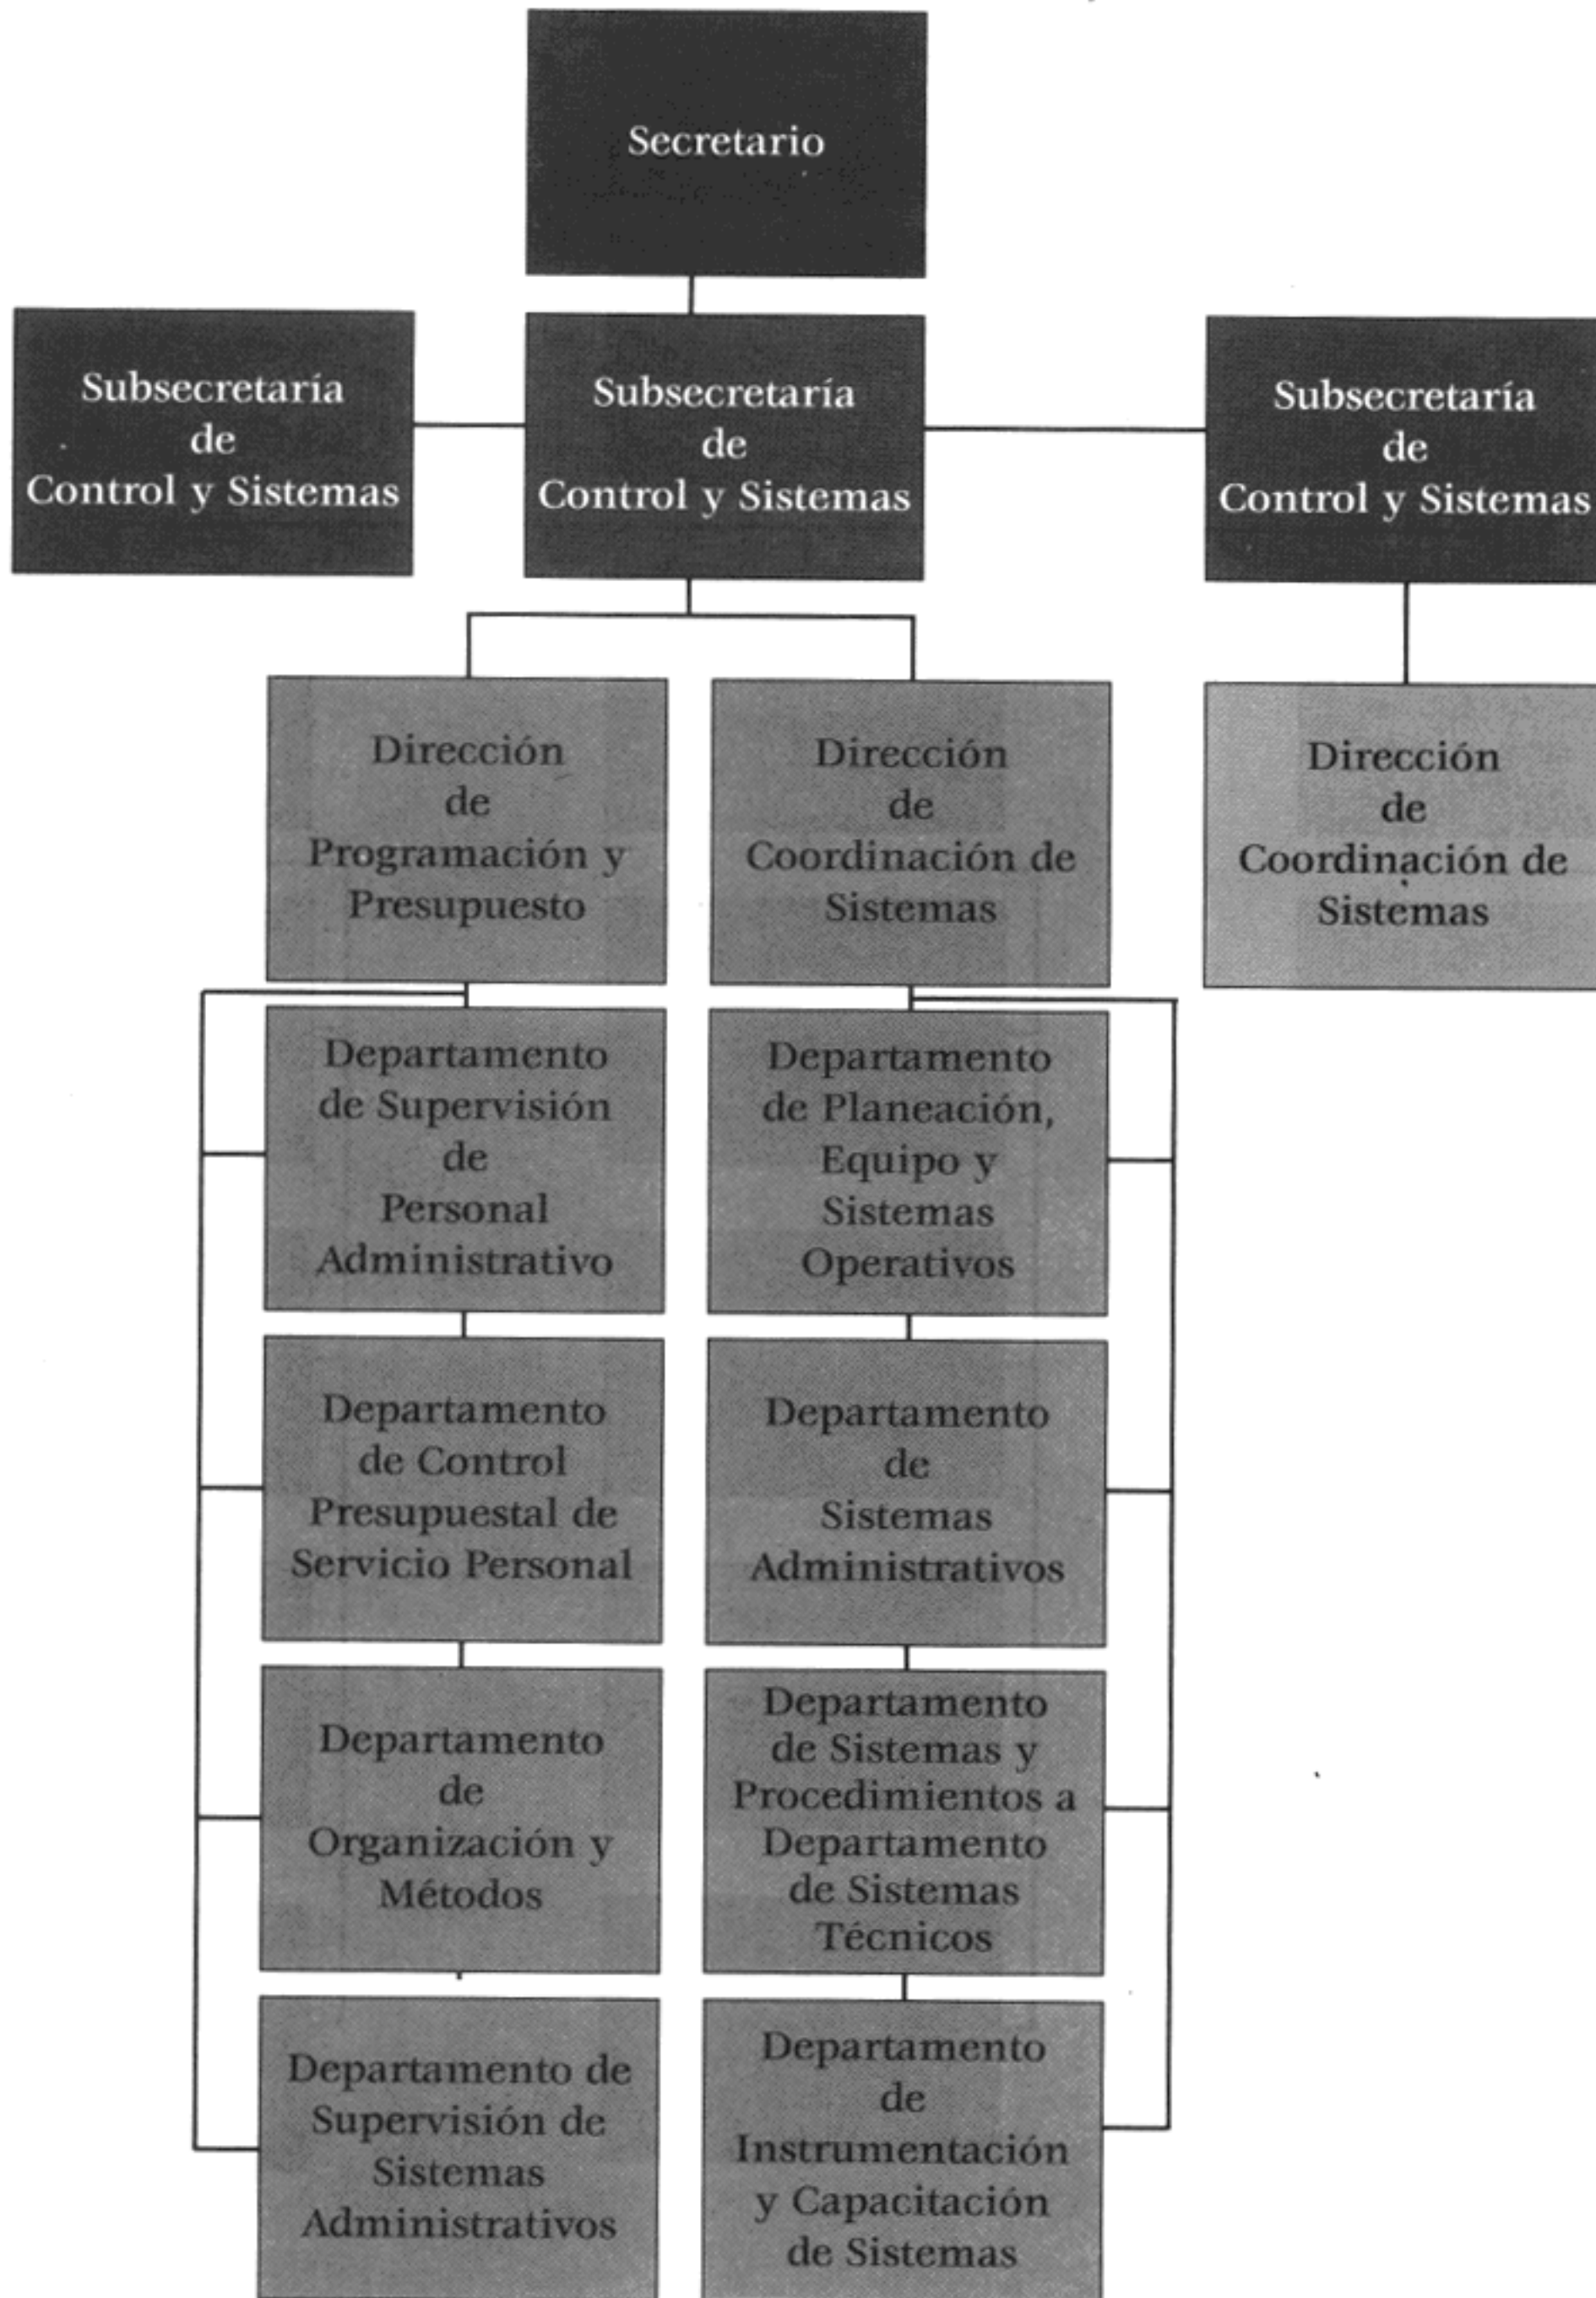 Secretario
Subsecretaría
de
Control y Sistemas
Subsecretaría
de
Control y Sistemas
Subsecretaría
de
Control y Sistemas
Dirección
de
Programación y
Presupuesto
Dirección
de
Coordinación de
Sistemas
Dirección
de
Coordinación de
Sistemas
Departamento
de Supervisión
de
Personal
Administrativo
Departamento
de Planeación,
Equipo y
Sistemas
Operativos
Departamento
de Control
Presupuestal de
Servicio Personal
Departamento
de
Sistemas
Administrativos
Departamento
de
Organización y
Métodos
Departamento
de Sistemas y
Procedimientos a
Departamento
de Sistemas
Técnicos
Departamento de
Supervisión de
Sistemas
Administrativos
Departamento
de
Instrumentación
y Capacitación
de Sistemas